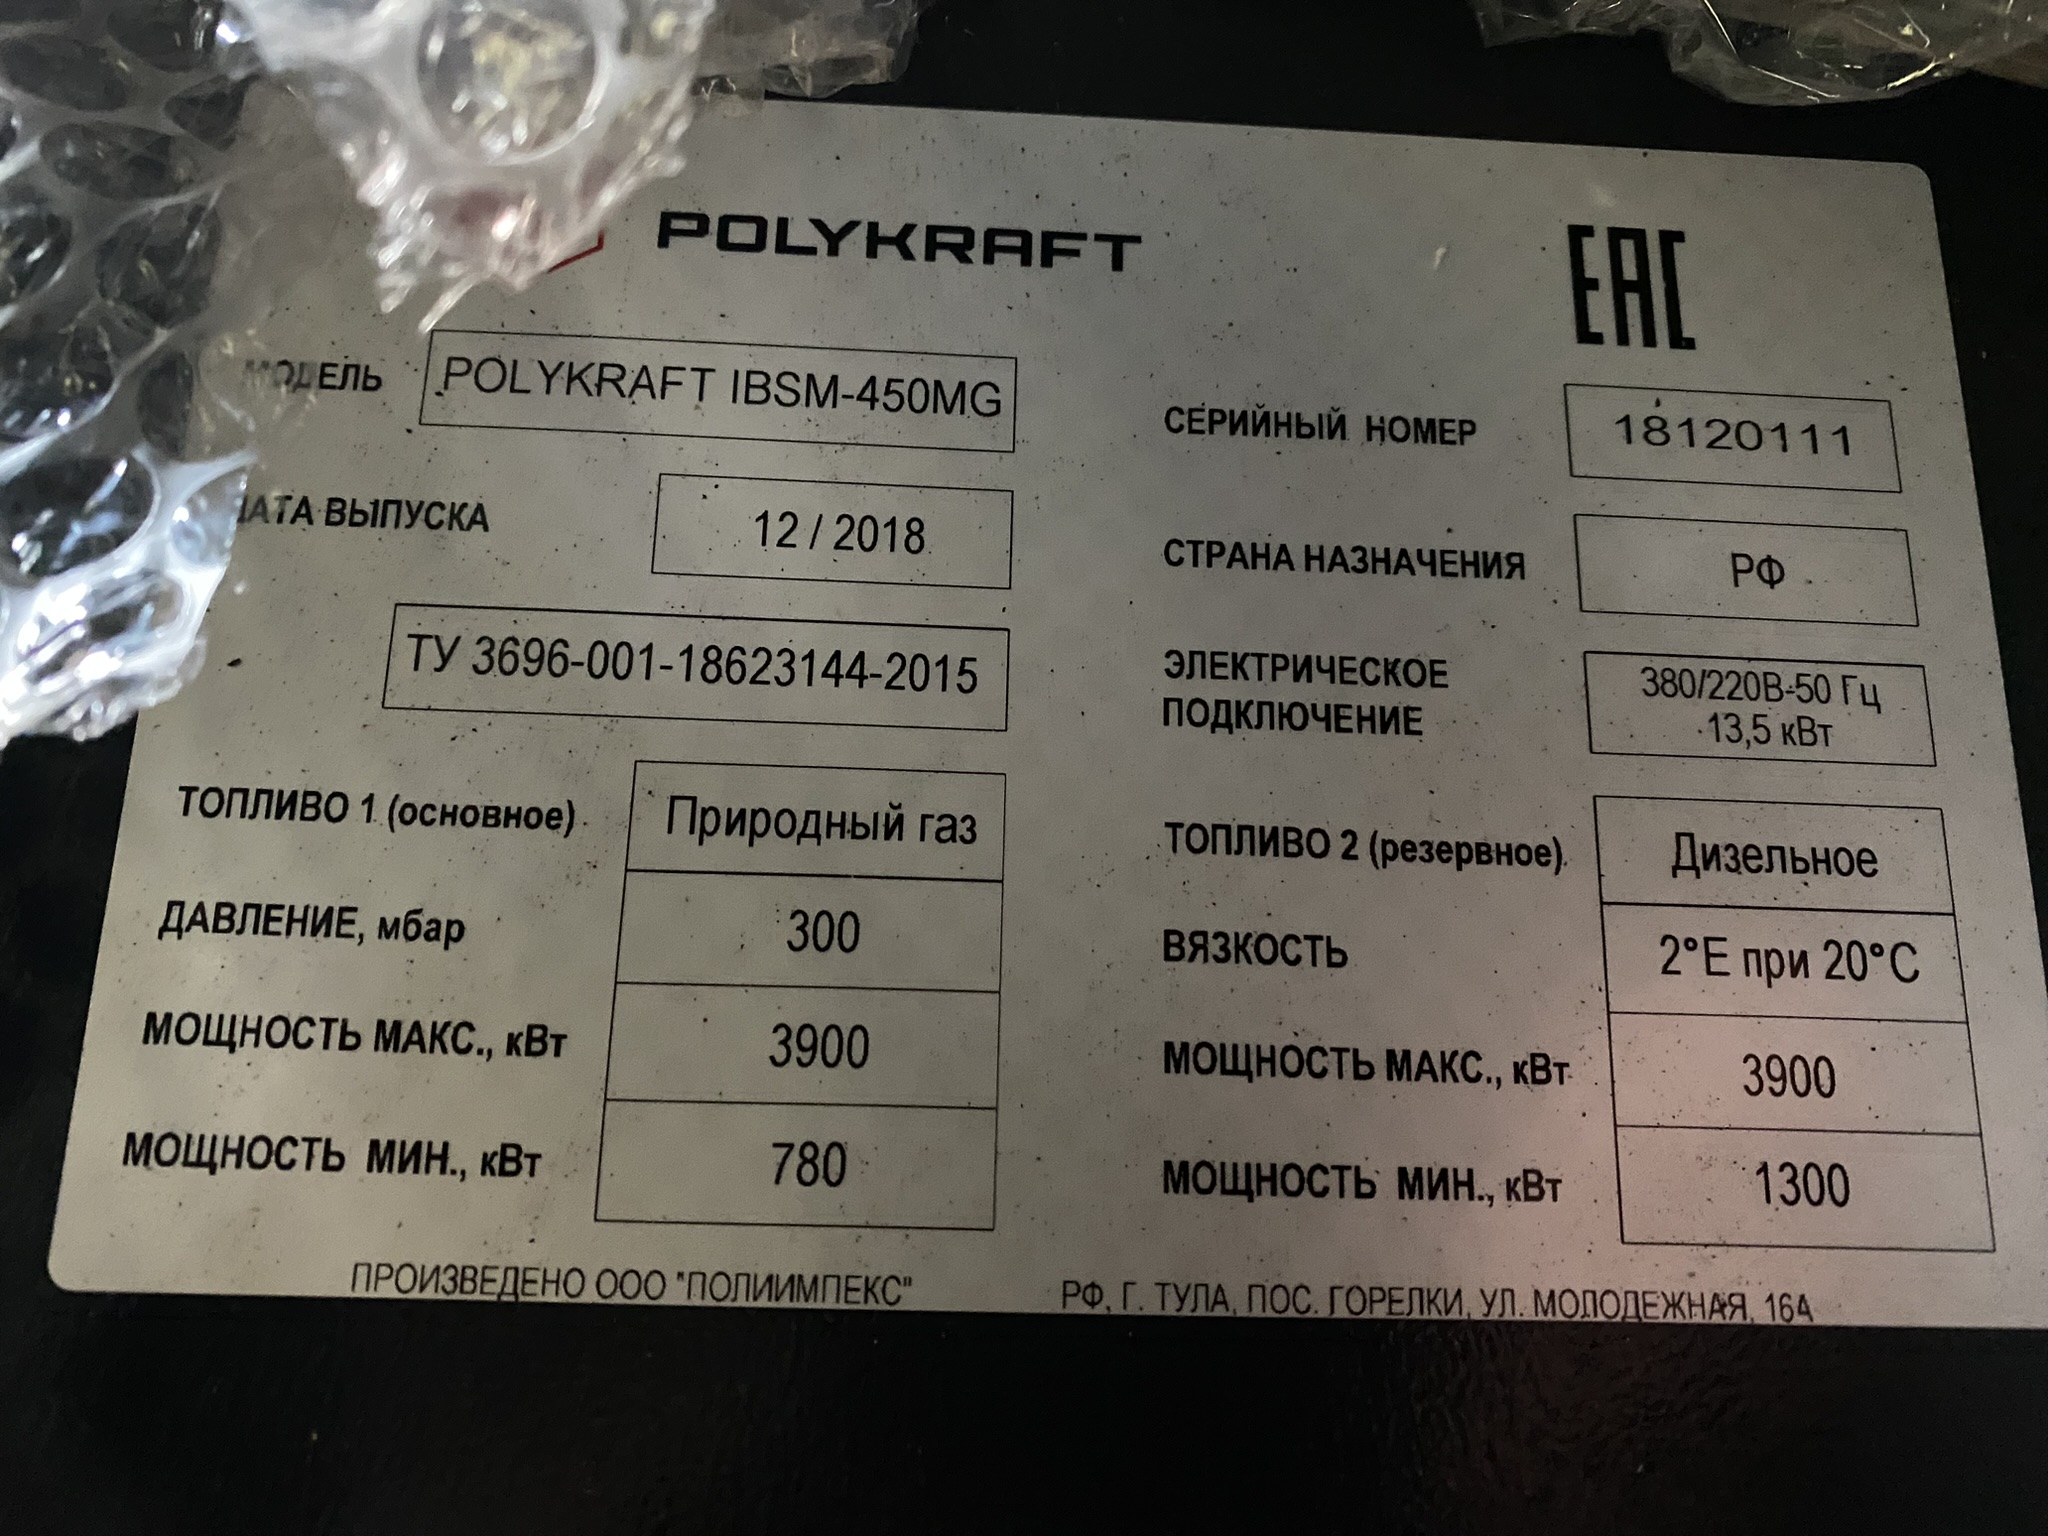 POLYKRAFT
EAC
МОДЕЛЬ POLYKRAFT IBSM-450MG
ДАТА ВЫПУСКА 12 / 2018
ТУ 3696-001-18623144-2015
СЕРИЙНЫЙ НОМЕР 18120111
СТРАНА НАЗНАЧЕНИЯ РФ
ЭЛЕКТРИЧЕСКОЕ
ПОДКЛЮЧЕНИЕ
380/220В-50 Гц
13,5 кВт
ТОПЛИВО 1 (основное) Природный газ
ДАВЛЕНИЕ, мбар 300
МОЩНОСТЬ МАКС., кВт 3900
МОЩНОСТЬ МИН., кВт 780
ТОПЛИВО 2 (резервное) Дизельное
ВЯЗКОСТЬ 2°E при 20°C
МОЩНОСТЬ МАКС., кВт 3900
МОЩНОСТЬ МИН., кВт 1300
ПРОИЗВЕДЕНО ООО "ПОЛИИМПЕКС" РФ, Г. ТУЛА, ПОС. ГОРЕЛКИ, УЛ. МОЛОДЕЖНАЯ, 16А